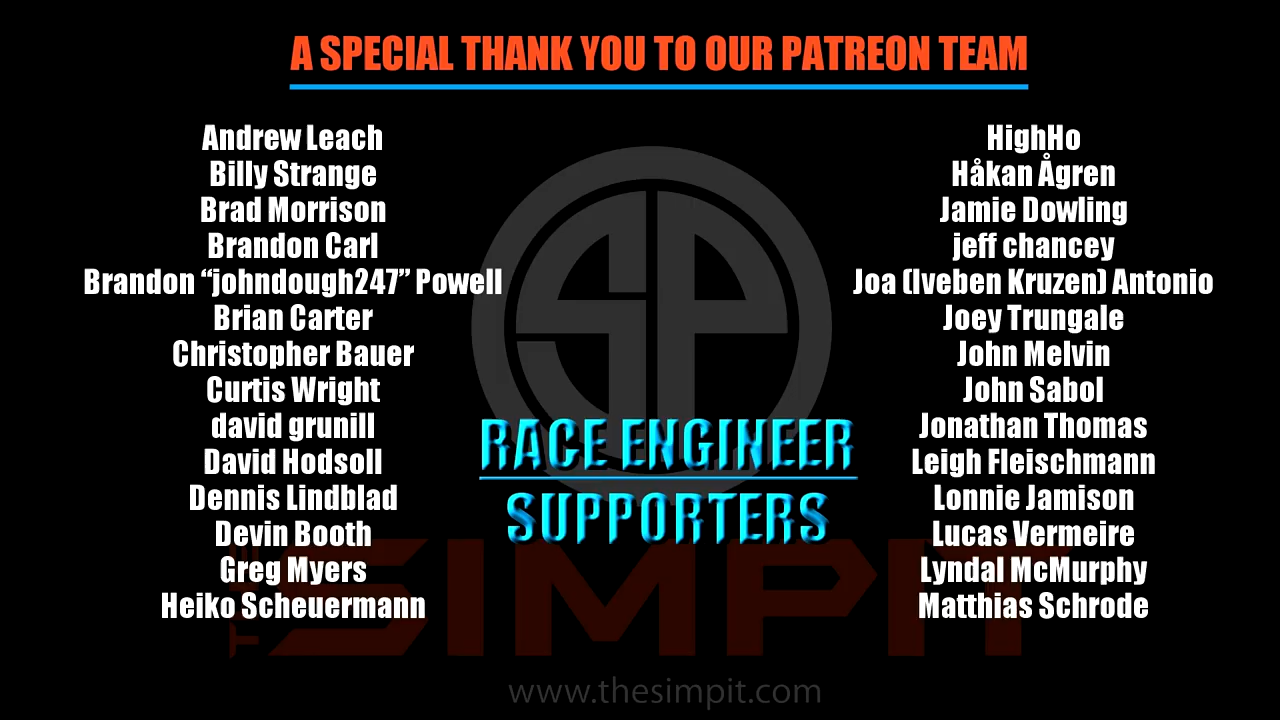 A SPECIAL THANK YOU TO OUR PATREON TEAM
Andrew Leach
Billy Strange
Brad Morrison
Brandon Carl
Brandon “johndough247” Powell
Brian Carter
Christopher Bauer
Curtis Wright
david grunill
David Hodsoll
Dennis Lindblad
Devin Booth
Greg Myers
Heiko Scheuermann
SP
RACE ENGINEER
SUPPORTERS
HighHo
Håkan Ågren
Jamie Dowling
jeff chancey
Joa (Iveben Kruzen) Antonio
Joey Trungale
John Melvin
John Sabol
Jonathan Thomas
Leigh Fleischmann
Lonnie Jamison
Lucas Vermeire
Lyndal McMurphy
Matthias Schrode
THE SIMPIT
www.thesimpit.com